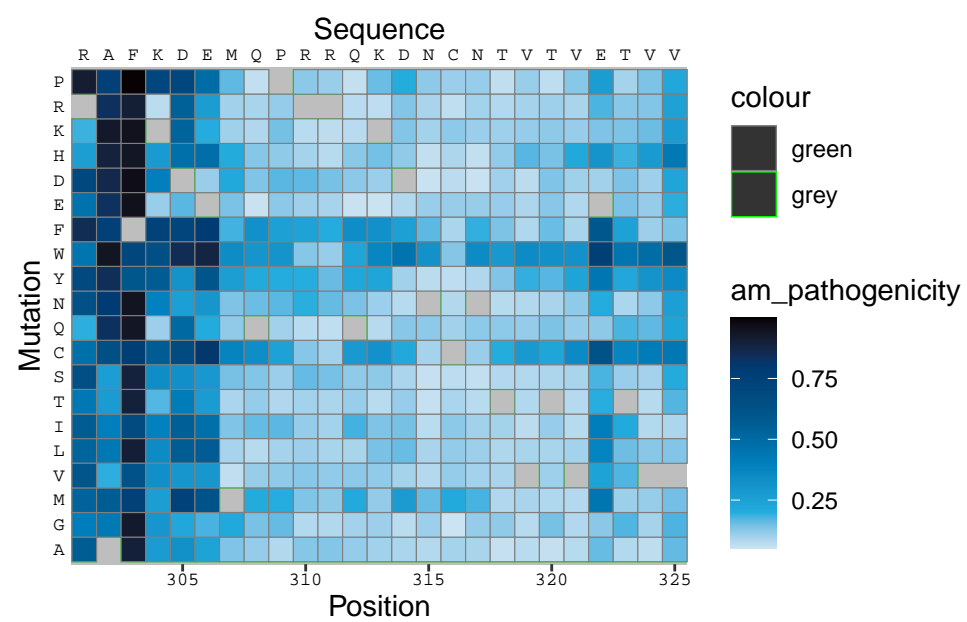 Sequence
R A F K D E M Q P R R Q K D N C N T V T V E T V V
Mutation
P
R
K
H
D
E
F
W
Y
N
Q
C
S
T
I
L
V
M
G
A
305 310 315 320 325
Position
colour
green
grey
am_pathogenicity
0.75
0.50
0.25